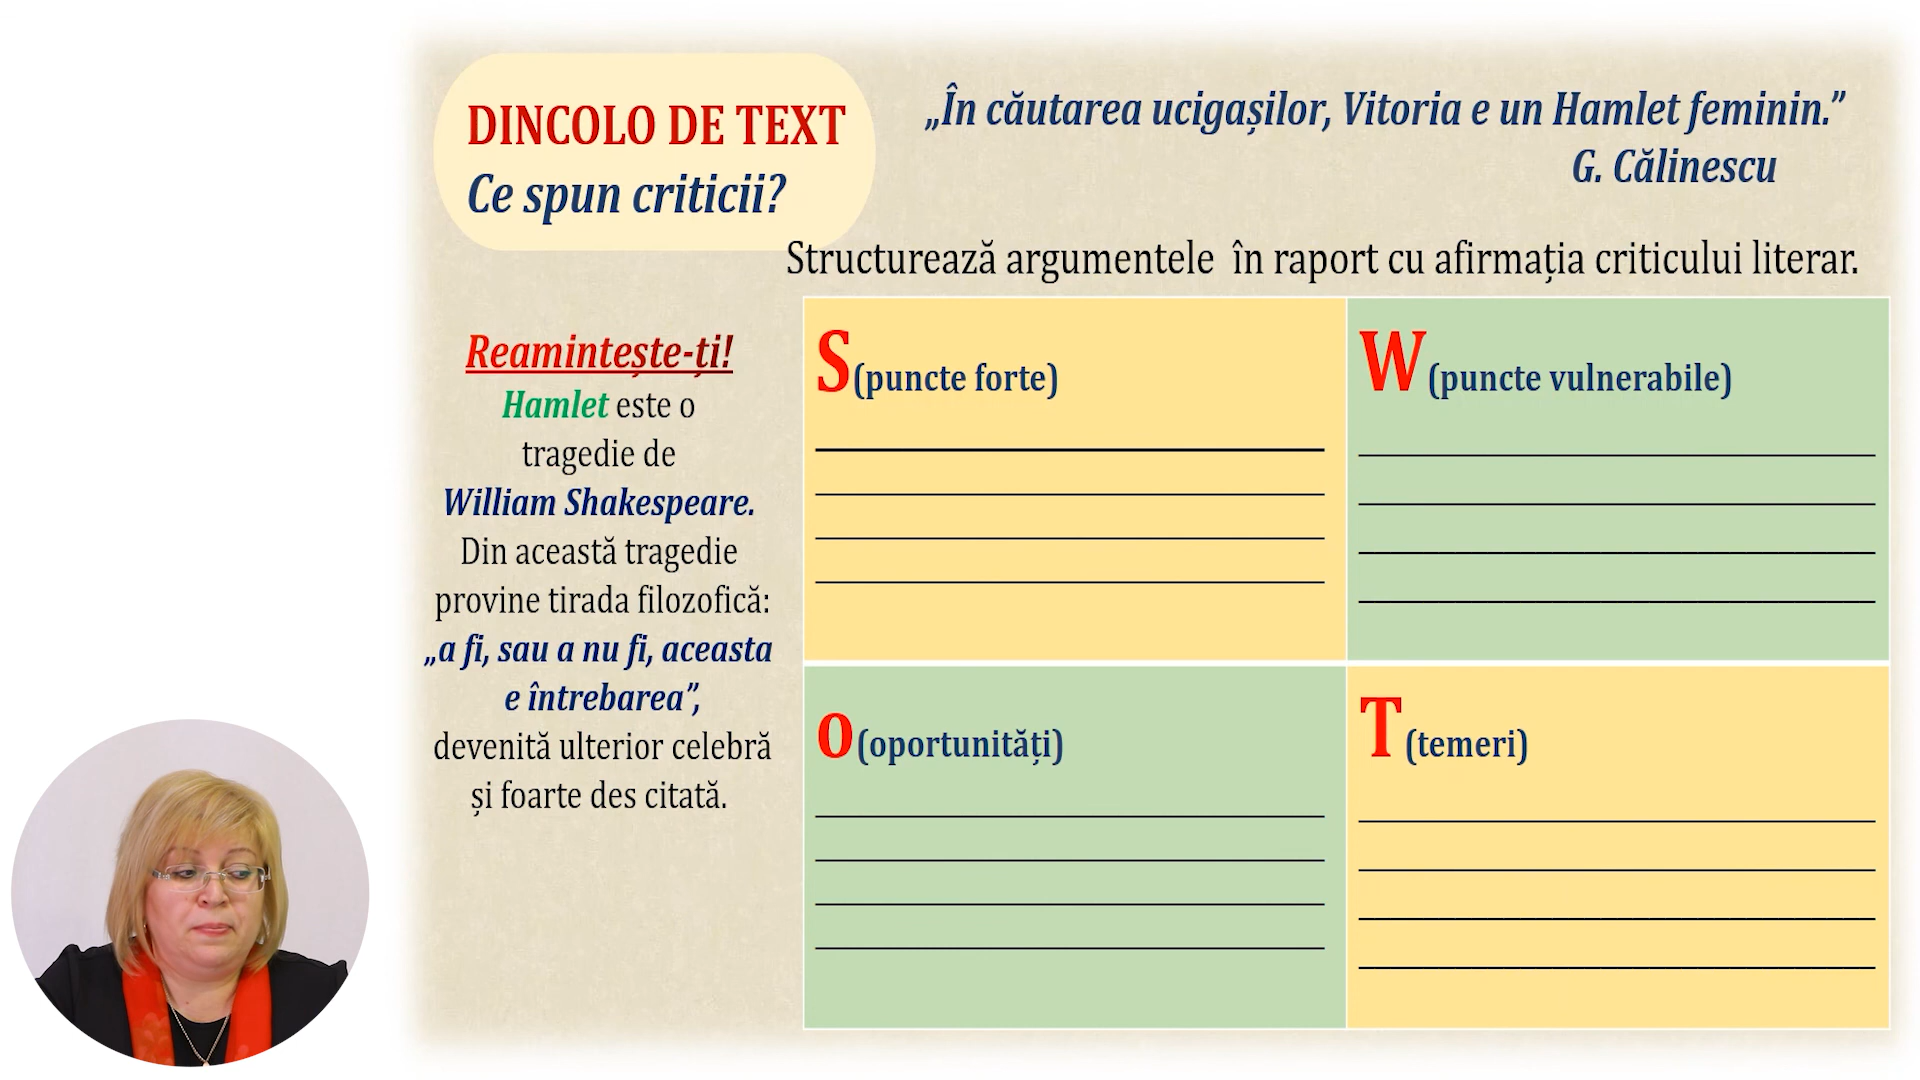 DINCOLO DE TEXT
Ce spun criticii?
„În căutarea ucigașilor, Vitoria e un Hamlet feminin.”
G. Călinescu
Structurează argumentele în raport cu afirmația criticului literar.
Reamintește-ți!
Hamlet este o
tragedie de
William Shakespeare.
Din această tragedie
provine tirada filozofică:
„a fi, sau a nu fi, aceasta
e întrebarea”,
devenită ulterior celebră
și foarte des citată.
S(puncte forte)
W(puncte vulnerabile)
O(oportunități)
T(temeri)